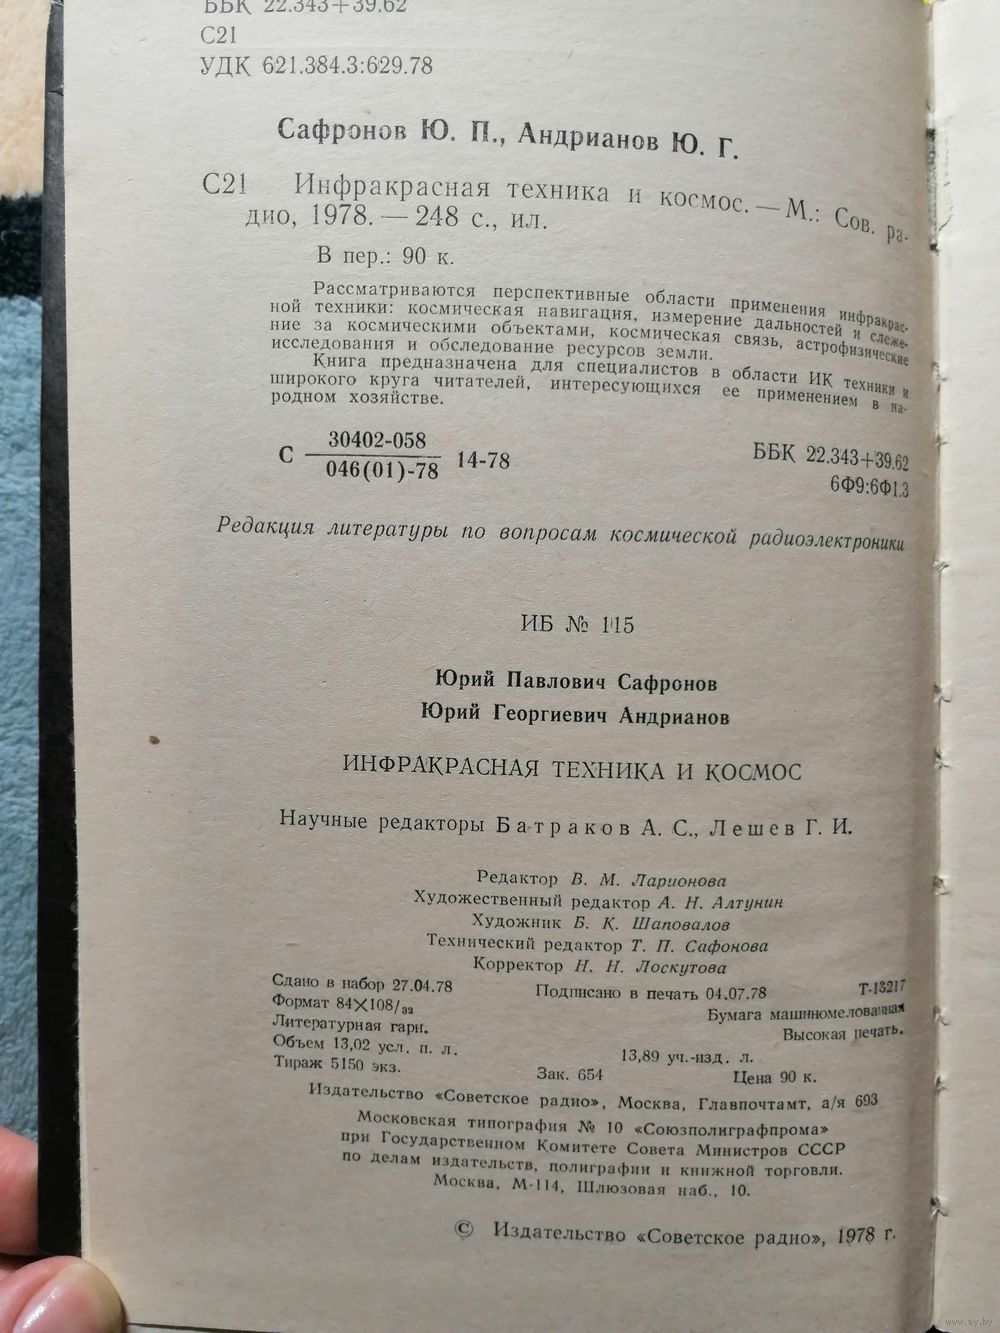 ББК 22.343+39.62
С21
УДК 621.384.3:629.78
Сафронов Ю. П., Андрианов Ю. Г.
С21 Инфракрасная техника и космос. — М.: Сов. ра-
дио, 1978. — 248 с., ил.
В пер.: 90 к.
Рассматриваются перспективные области применения инфракрас-
ной техники: космическая навигация, измерение дальностей и слеже-
ние за космическими объектами, космическая связь, астрофизические
исследования и обследование ресурсов земли.
Книга предназначена для специалистов в области ИК техники и
широкого круга читателей, интересующихся ее применением в на-
родном хозяйстве.
С 30402-058 / 046(01)-78 14-78
ББК 22.343+39.62
6Ф9:6Ф1.3
Редакция литературы по вопросам космической радиоэлектроники
ИБ № 115
Юрий Павлович Сафронов
Юрий Георгиевич Андрианов
ИНФРАКРАСНАЯ ТЕХНИКА И КОСМОС
Научные редакторы Батраков А. С., Лешев Г. И.
Редактор В. М. Ларионова
Художественный редактор А. Н. Алтунин
Художник Б. К. Шаповалов
Технический редактор Т. П. Сафонова
Корректор Н. Н. Лоскутова
Сдано в набор 27.04.78 Подписано в печать 04.07.78 Т-13217
Формат 84×108/32 Бумага машиномелованная
Литературная гарн. Высокая печать.
Объем 13,02 усл. п. л. 13,89 уч.-изд. л.
Тираж 5150 экз. Зак. 654 Цена 90 к.
Издательство «Советское радио», Москва, Главпочтамт, а/я 693
Московская типография № 10 «Союзполиграфпрома»
при Государственном Комитете Совета Министров СССР
по делам издательств, полиграфии и книжной торговли.
Москва, М-114, Шлюзовая наб., 10.
© Издательство «Советское радио», 1978 г.
www.ay.by